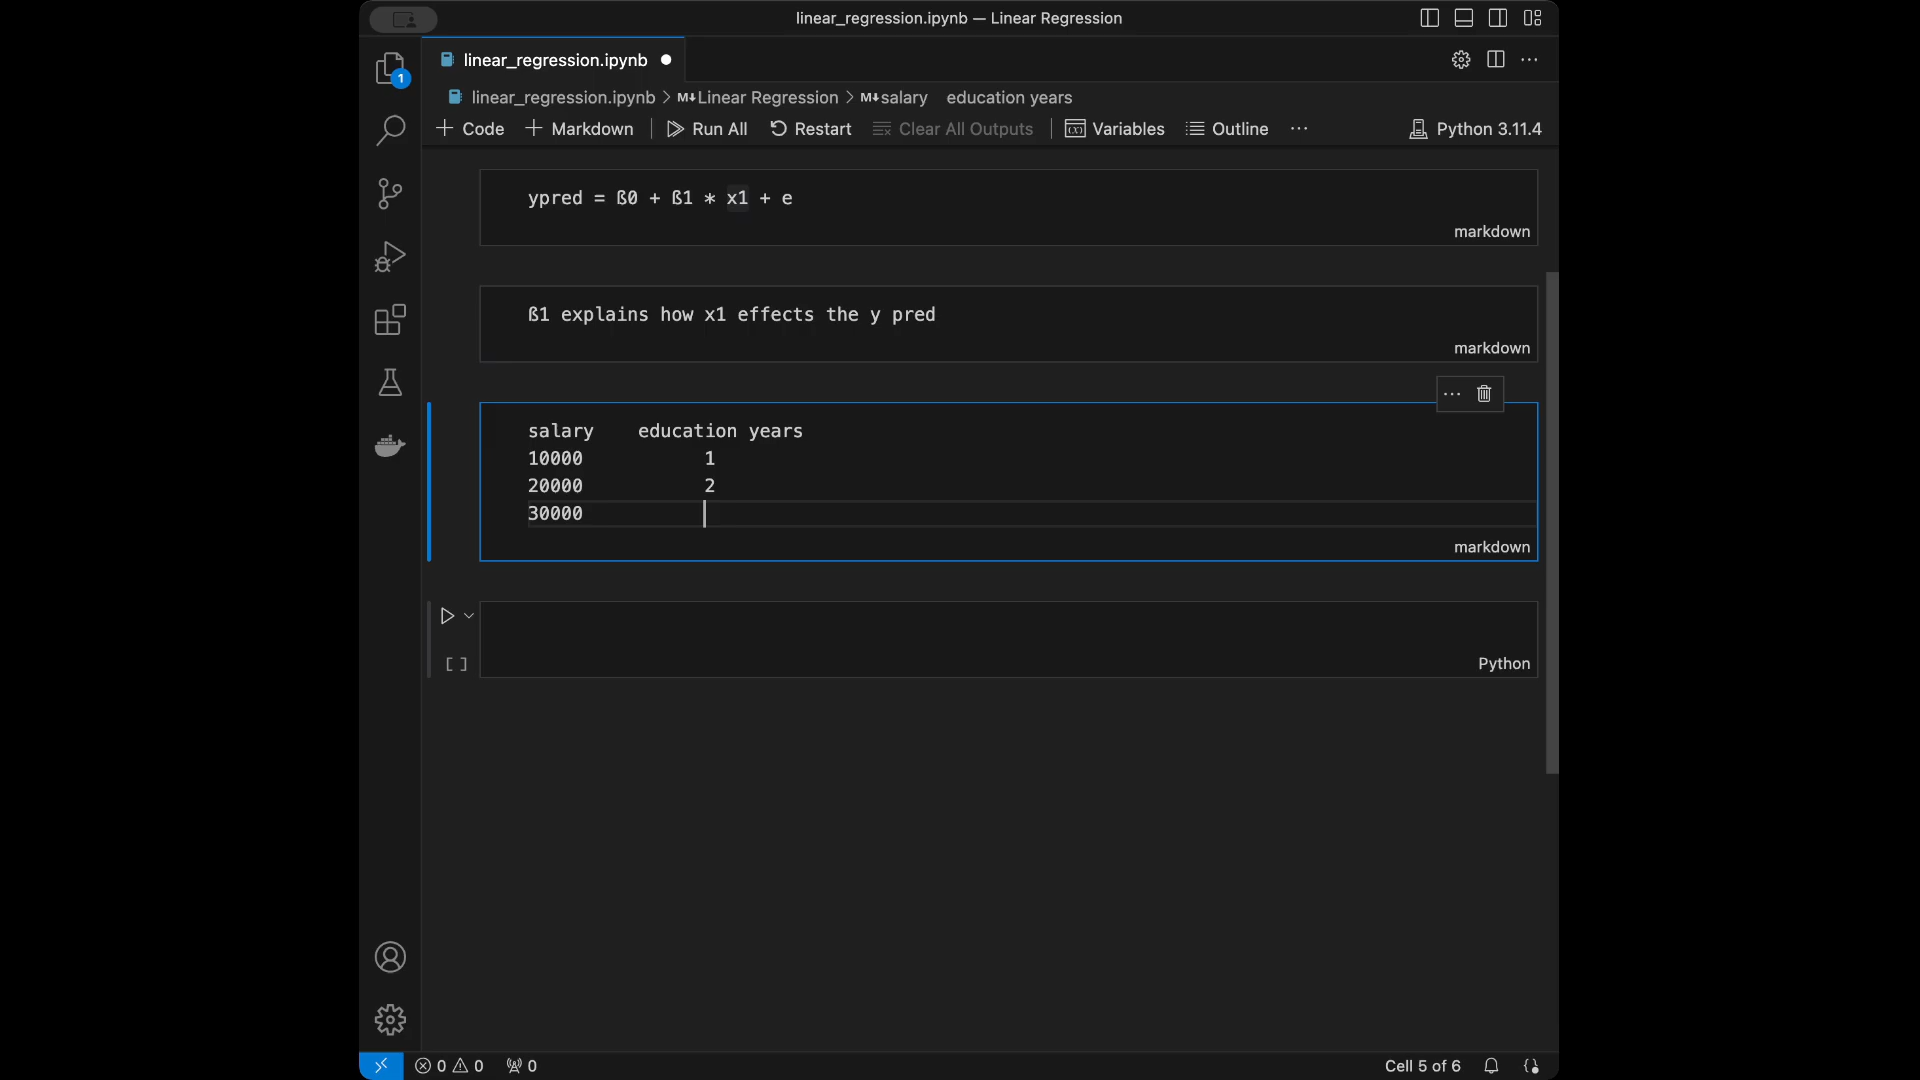 linear_regression.ipynb — Linear Regression
1
linear_regression.ipynb
linear_regression.ipynb > M↓Linear Regression > M↓salary education years
+ Code + Markdown Run All Restart Clear All Outputs Variables Outline ... Python 3.11.4
ypred = ß0 + ß1 * x1 + e
markdown
ß1 explains how x1 effects the y pred
markdown
salary education years
10000 1
20000 2
30000
markdown
[ ]
Python
0 0 0 Cell 5 of 6